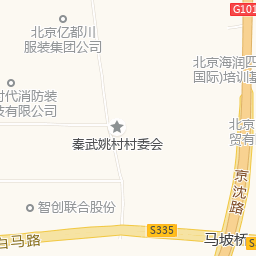 G101
北京亿都川
服装集团公司
北京海润四
国际)培训基
时代消防装
技有限公司
北京
贸有
秦武姚村村委会
京沈路
智创联合股份
S335
白马路
马坡桥